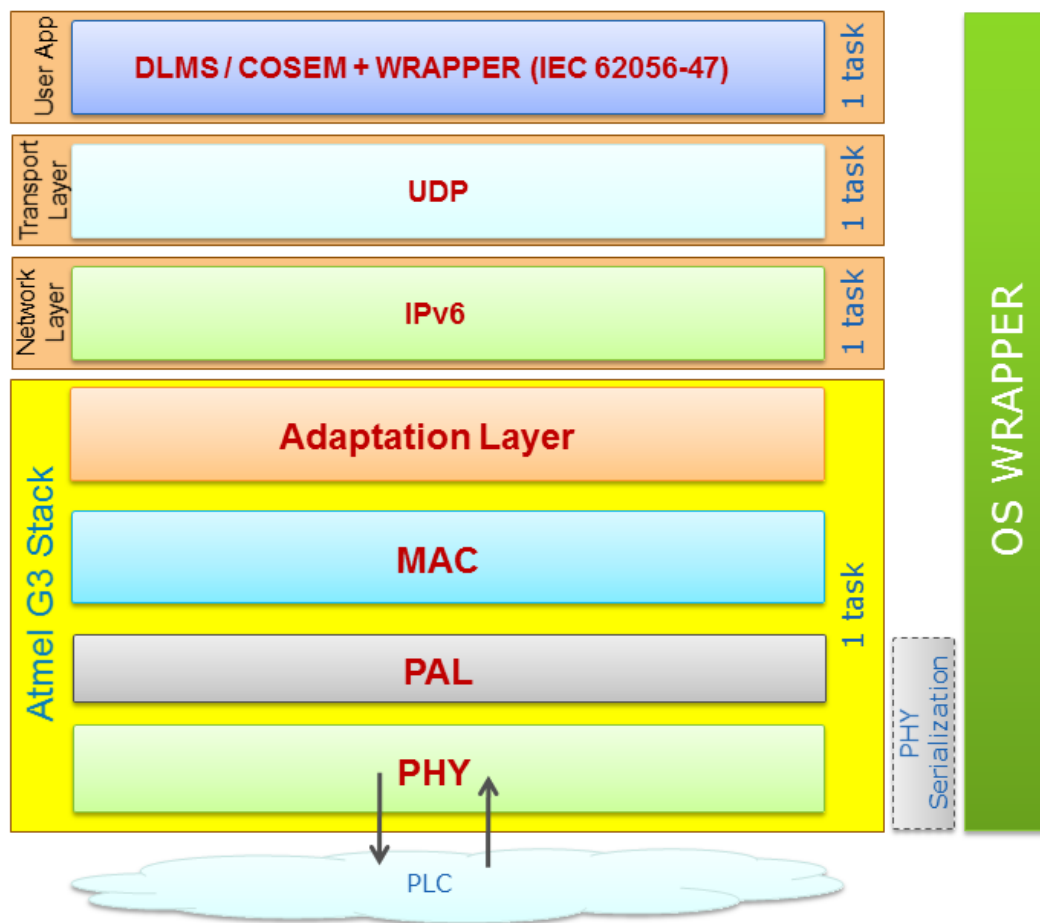 User App
DLMS / COSEM + WRAPPER (IEC 62056-47)
1 task
Transport
Layer
UDP
1 task
Network
Layer
IPv6
1 task
Atmel G3 Stack
Adaptation Layer
MAC
PAL
PHY
1 task
PHY
Serialization
OS WRAPPER
PLC